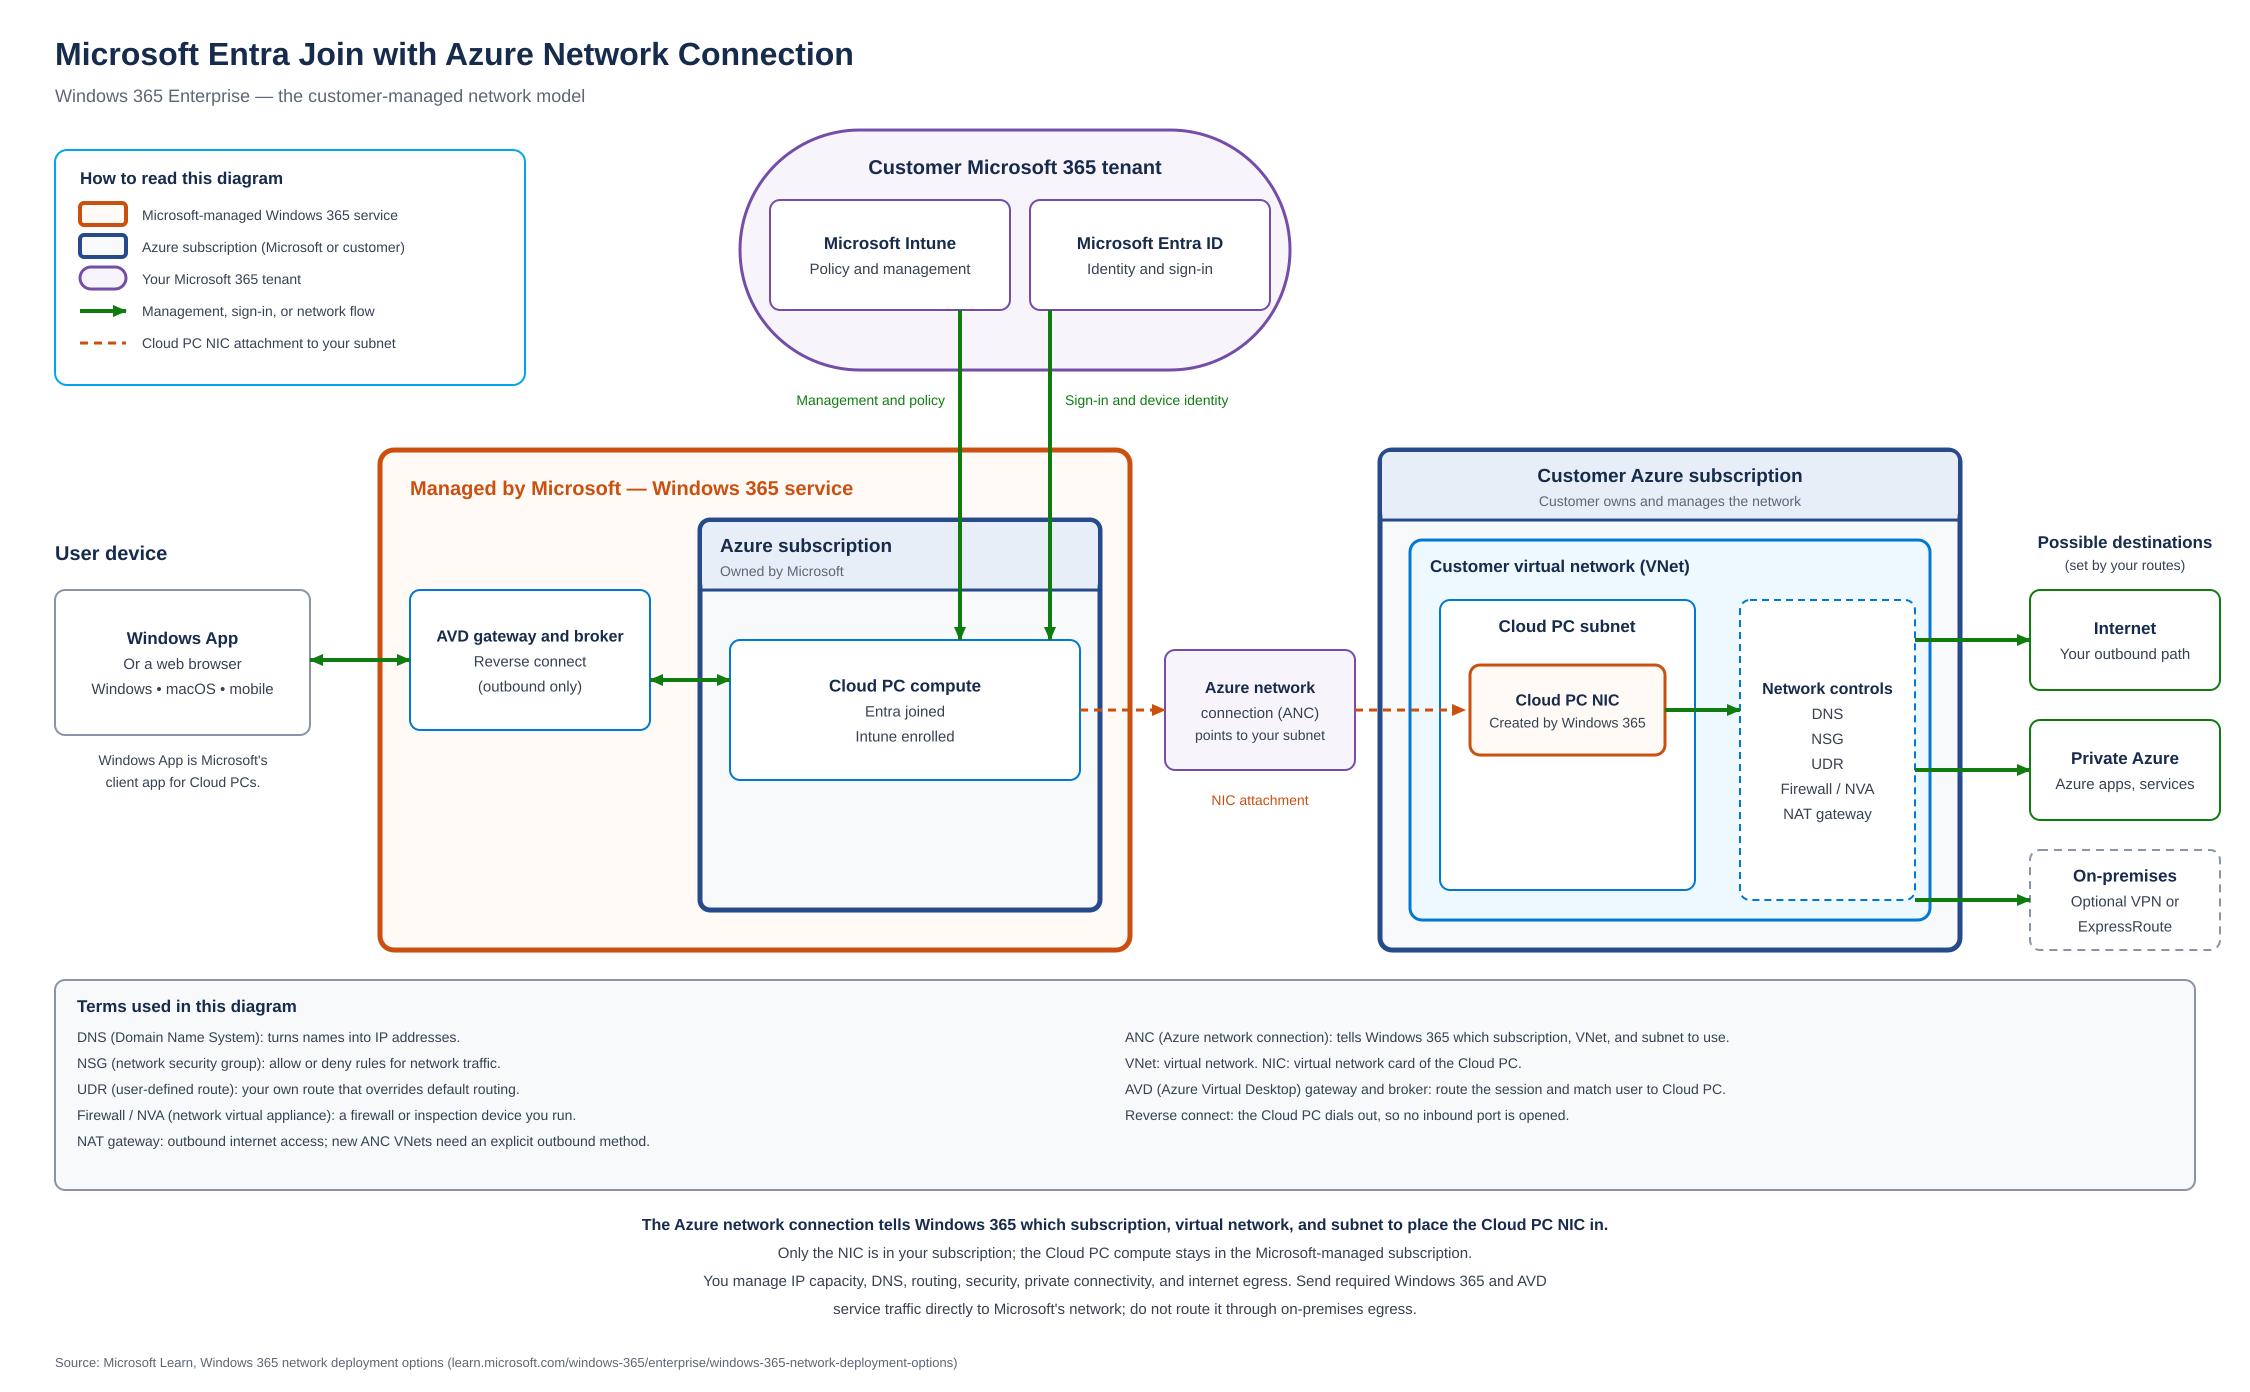 Microsoft Entra Join with Azure Network Connection
Windows 365 Enterprise — the customer-managed network model
How to read this diagram
Microsoft-managed Windows 365 service
Azure subscription (Microsoft or customer)
Your Microsoft 365 tenant
Management, sign-in, or network flow
Cloud PC NIC attachment to your subnet
Customer Microsoft 365 tenant
Microsoft Intune
Policy and management
Microsoft Entra ID
Identity and sign-in
Management and policy
Sign-in and device identity
User device
Windows App
Or a web browser
Windows • macOS • mobile
Windows App is Microsoft's
client app for Cloud PCs.
Managed by Microsoft — Windows 365 service
AVD gateway and broker
Reverse connect
(outbound only)
Azure subscription
Owned by Microsoft
Cloud PC compute
Entra joined
Intune enrolled
Azure network
connection (ANC)
points to your subnet
NIC attachment
Customer Azure subscription
Customer owns and manages the network
Customer virtual network (VNet)
Cloud PC subnet
Cloud PC NIC
Created by Windows 365
Network controls
DNS
NSG
UDR
Firewall / NVA
NAT gateway
Possible destinations
(set by your routes)
Internet
Your outbound path
Private Azure
Azure apps, services
On-premises
Optional VPN or
ExpressRoute
Terms used in this diagram
DNS (Domain Name System): turns names into IP addresses.
NSG (network security group): allow or deny rules for network traffic.
UDR (user-defined route): your own route that overrides default routing.
Firewall / NVA (network virtual appliance): a firewall or inspection device you run.
NAT gateway: outbound internet access; new ANC VNets need an explicit outbound method.
ANC (Azure network connection): tells Windows 365 which subscription, VNet, and subnet to use.
VNet: virtual network. NIC: virtual network card of the Cloud PC.
AVD (Azure Virtual Desktop) gateway and broker: route the session and match user to Cloud PC.
Reverse connect: the Cloud PC dials out, so no inbound port is opened.
The Azure network connection tells Windows 365 which subscription, virtual network, and subnet to place the Cloud PC NIC in.
Only the NIC is in your subscription; the Cloud PC compute stays in the Microsoft-managed subscription.
You manage IP capacity, DNS, routing, security, private connectivity, and internet egress. Send required Windows 365 and AVD
service traffic directly to Microsoft's network; do not route it through on-premises egress.
Source: Microsoft Learn, Windows 365 network deployment options (learn.microsoft.com/windows-365/enterprise/windows-365-network-deployment-options)